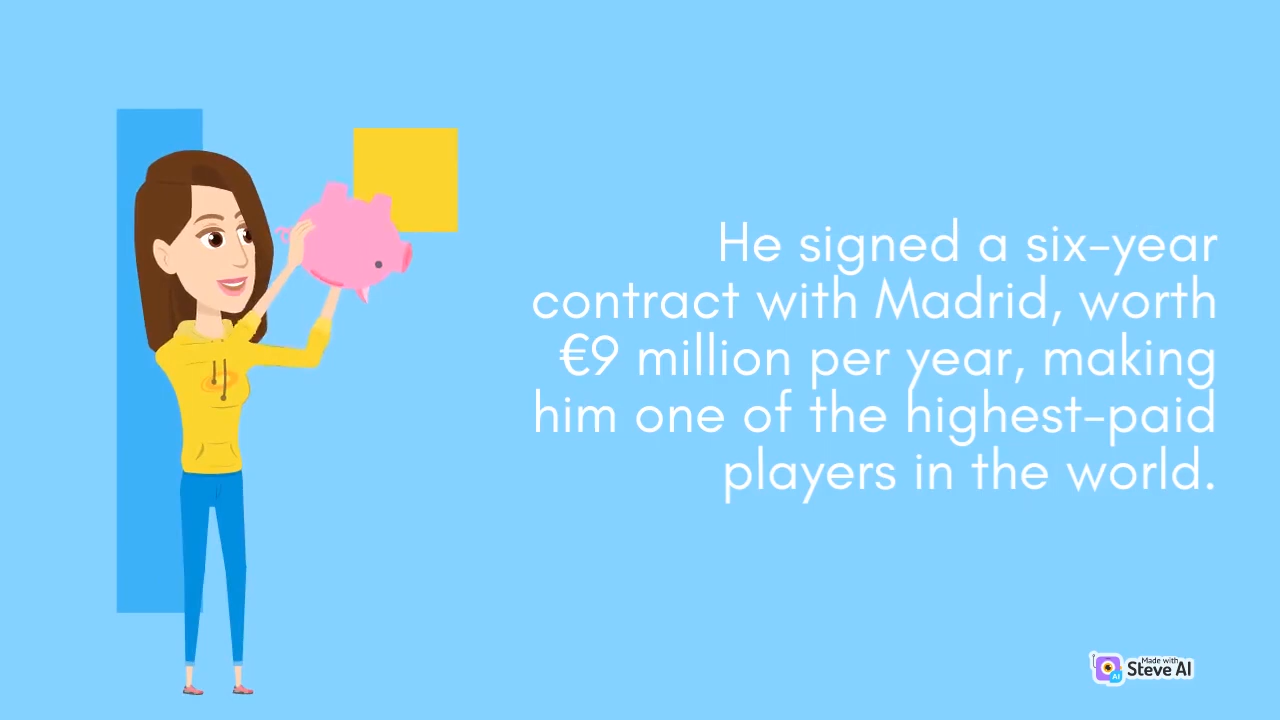 He signed a six-year
contract with Madrid, worth
€9 million per year, making
him one of the highest-paid
players in the world.
Made with
Steve AI
AI